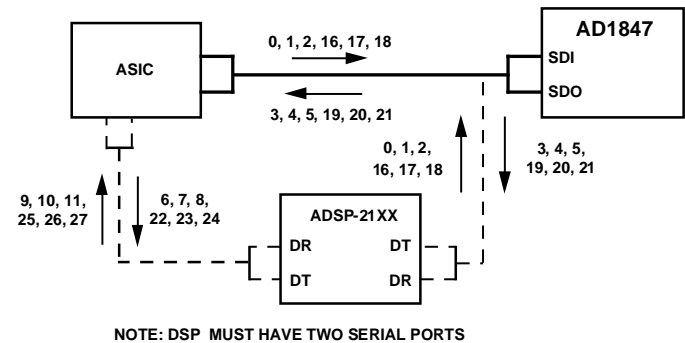 0, 1, 2, 16, 17, 18
AD1847
ASIC
SDI
SDO
3, 4, 5, 19, 20, 21
0, 1, 2,
16, 17, 18
3, 4, 5,
19, 20, 21
9, 10, 11,
25, 26, 27
6, 7, 8,
22, 23, 24
ADSP-21XX
DR
DT
DT
DR
NOTE: DSP MUST HAVE TWO SERIAL PORTS